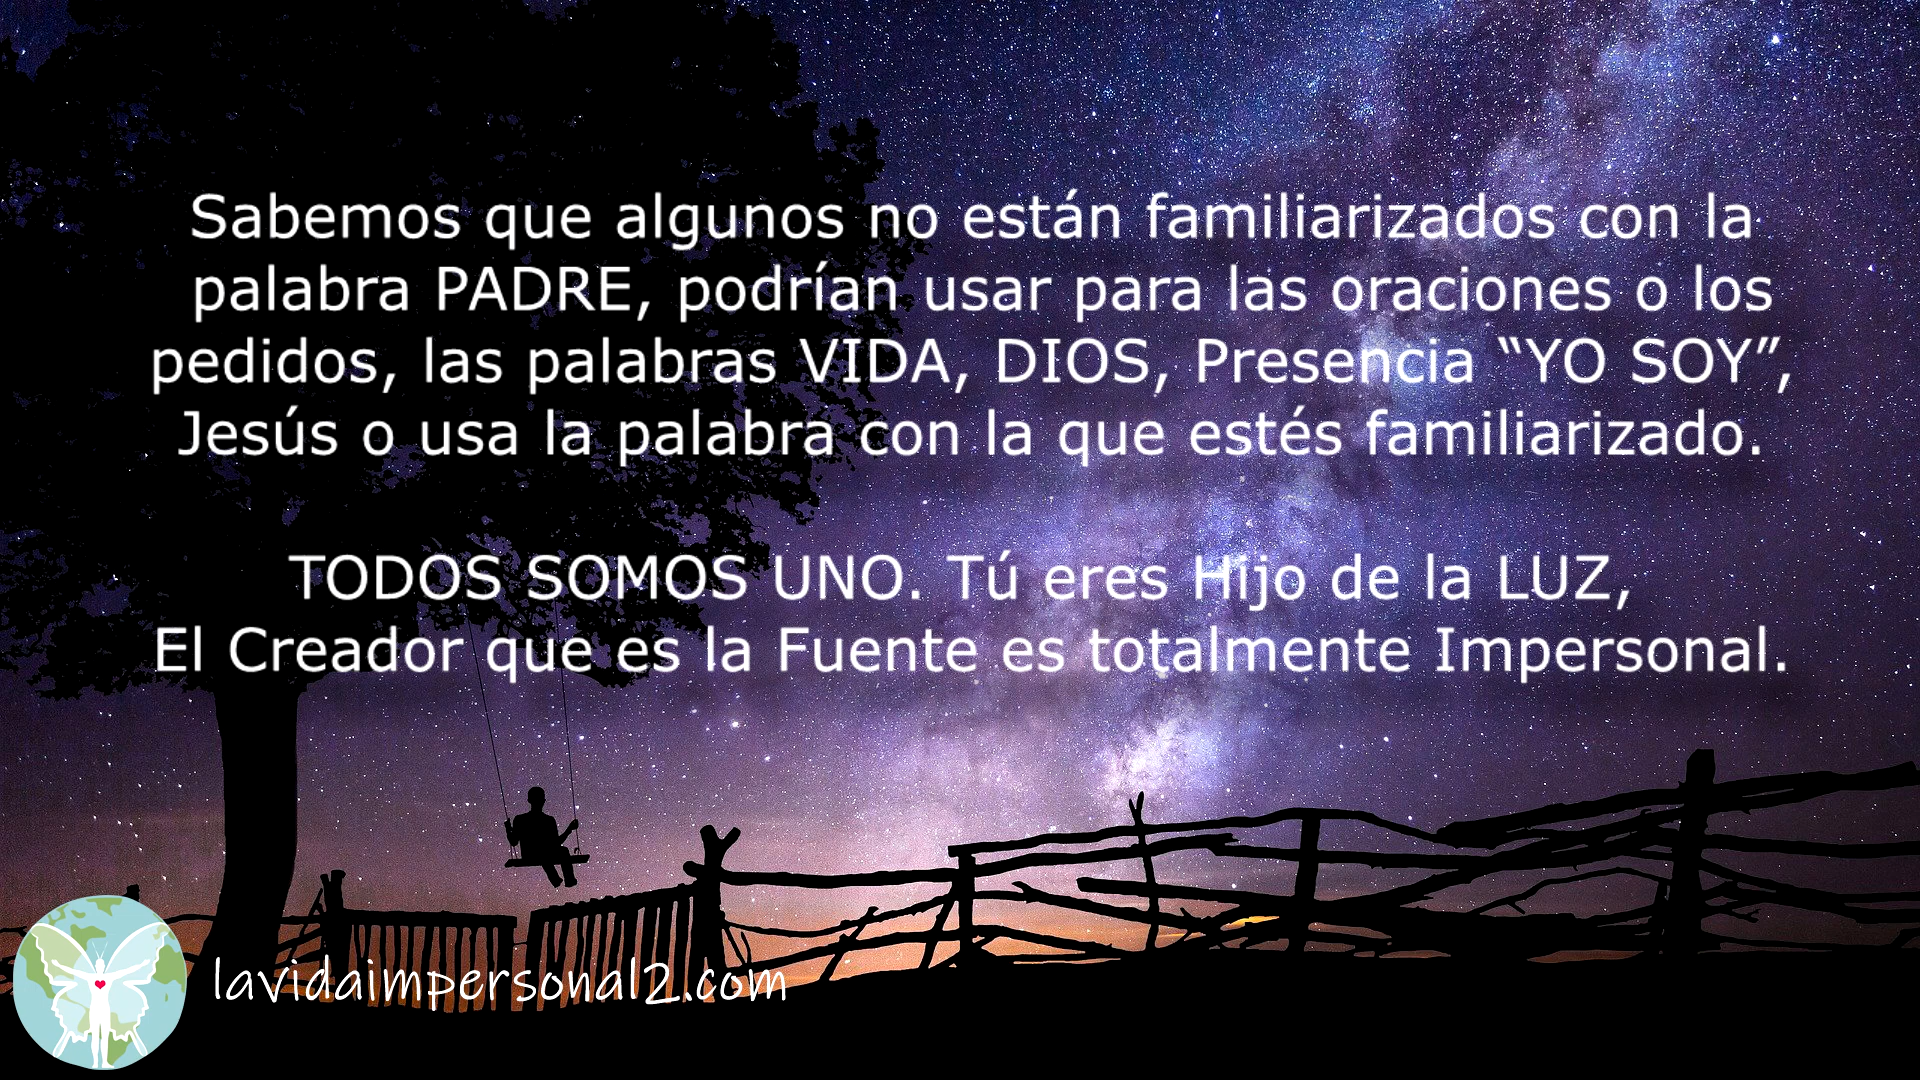 Sabemos que algunos no están familiarizados con la
palabra PADRE, podrían usar para las oraciones o los
pedidos, las palabras VIDA, DIOS, Presencia “YO SOY”,
Jesús o usa la palabra con la que estés familiarizado.
TODOS SOMOS UNO. Tú eres Hijo de la LUZ,
El Creador que es la Fuente es totalmente Impersonal.
lavidaimpersonal2.com